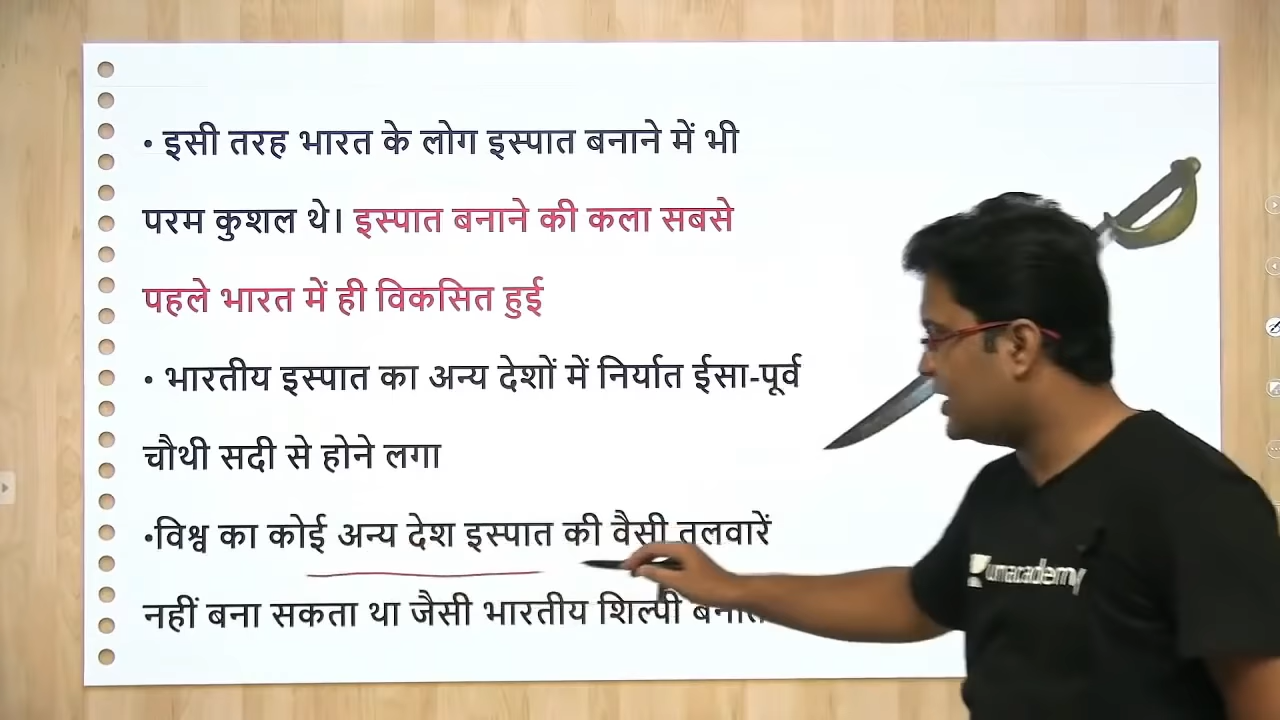 • इसी तरह भारत के लोग इस्पात बनाने में भी
परम कुशल थे। इस्पात बनाने की कला सबसे
पहले भारत में ही विकसित हुई
• भारतीय इस्पात का अन्य देशों में निर्यात ईसा-पूर्व
चौथी सदी से होने लगा
•विश्व का कोई अन्य देश इस्पात की वैसी तलवारें
नहीं बना सकता था जैसी भारतीय शिल्पी
unacademy